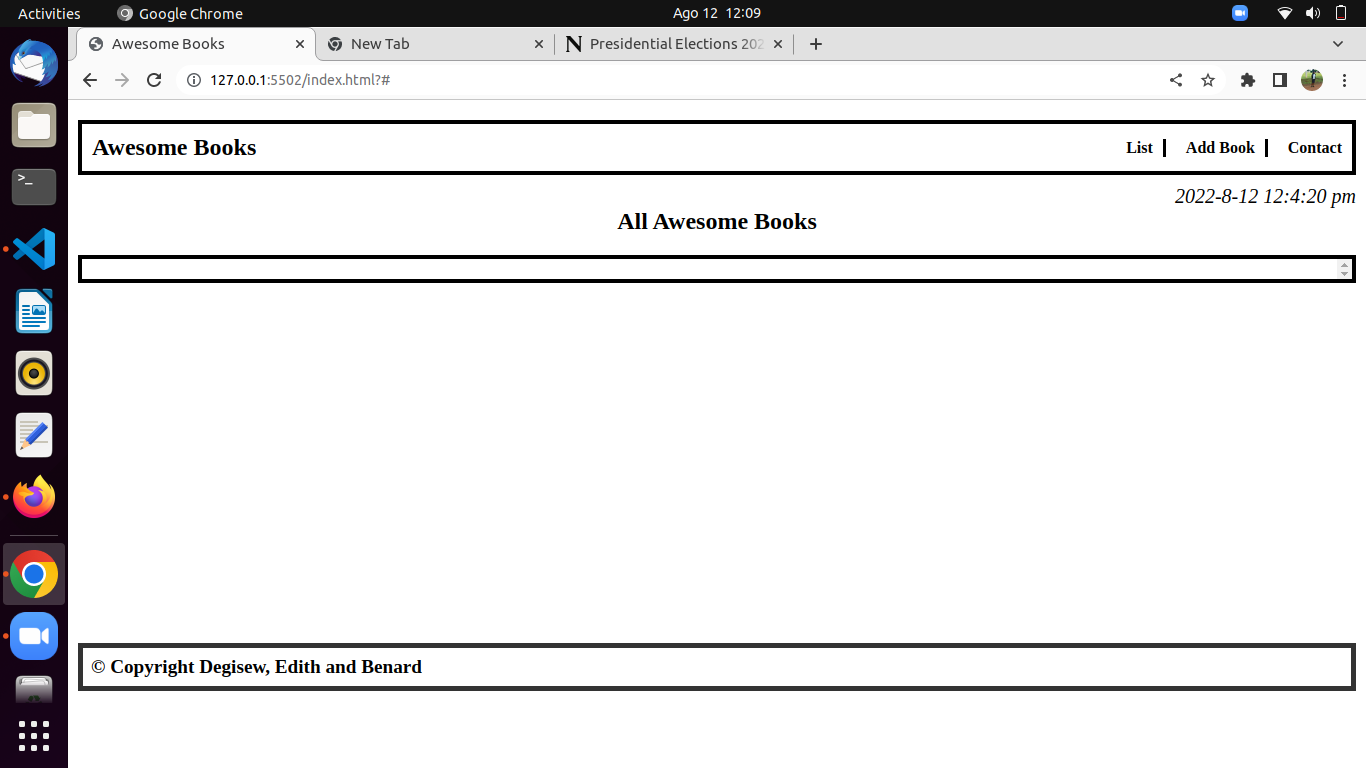 Activities Google Chrome Ago 12 12:09
Awesome Books New Tab Presidential Elections 202
127.0.0.1:5502/index.html?#
Awesome Books List Add Book Contact
2022-8-12 12:4:20 pm
All Awesome Books
© Copyright Degisew, Edith and Benard